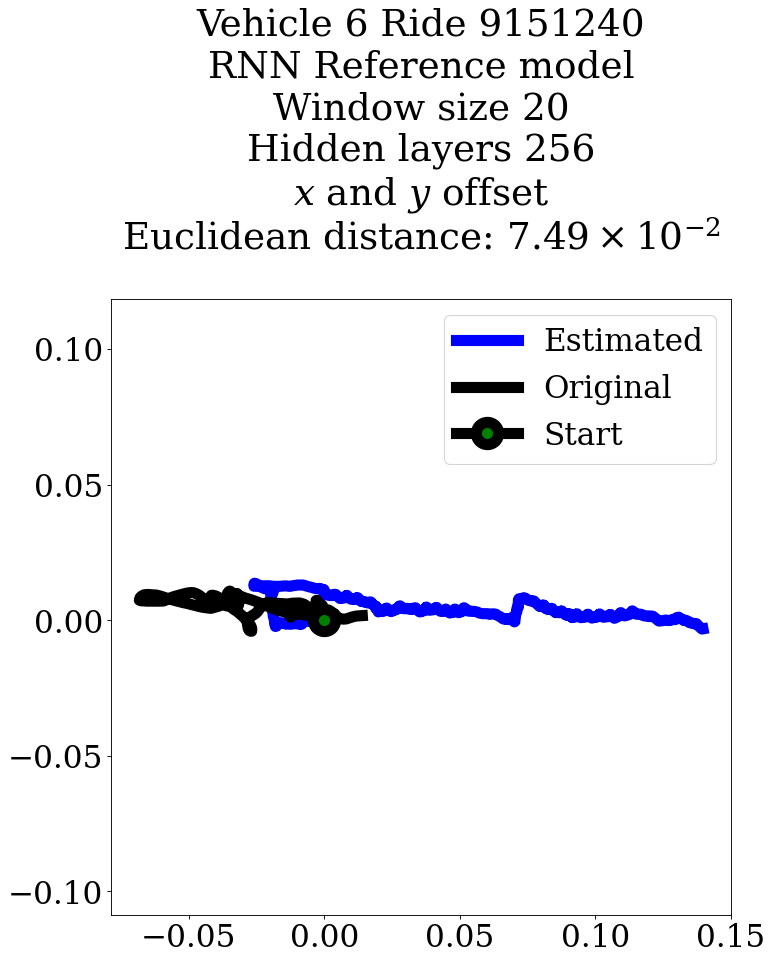 Vehicle 6 Ride 9151240
RNN Reference model
Window size 20
Hidden layers 256
x and y offset
Euclidean distance: 7.49 × 10⁻²
Estimated
Original
Start
0.10
0.05
0.00
−0.05
−0.10
−0.05 0.00 0.05 0.10 0.15